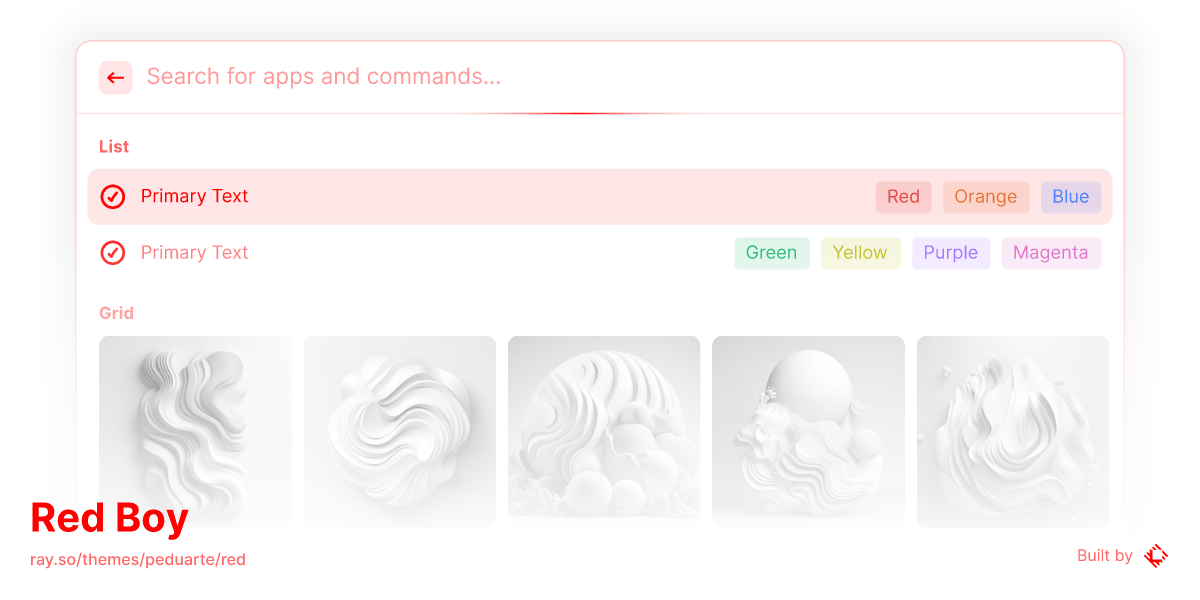 Search for apps and commands...
List
Primary Text Red Orange Blue
Primary Text Green Yellow Purple Magenta
Grid
Red Boy
ray.so/themes/peduarte/red
Built by